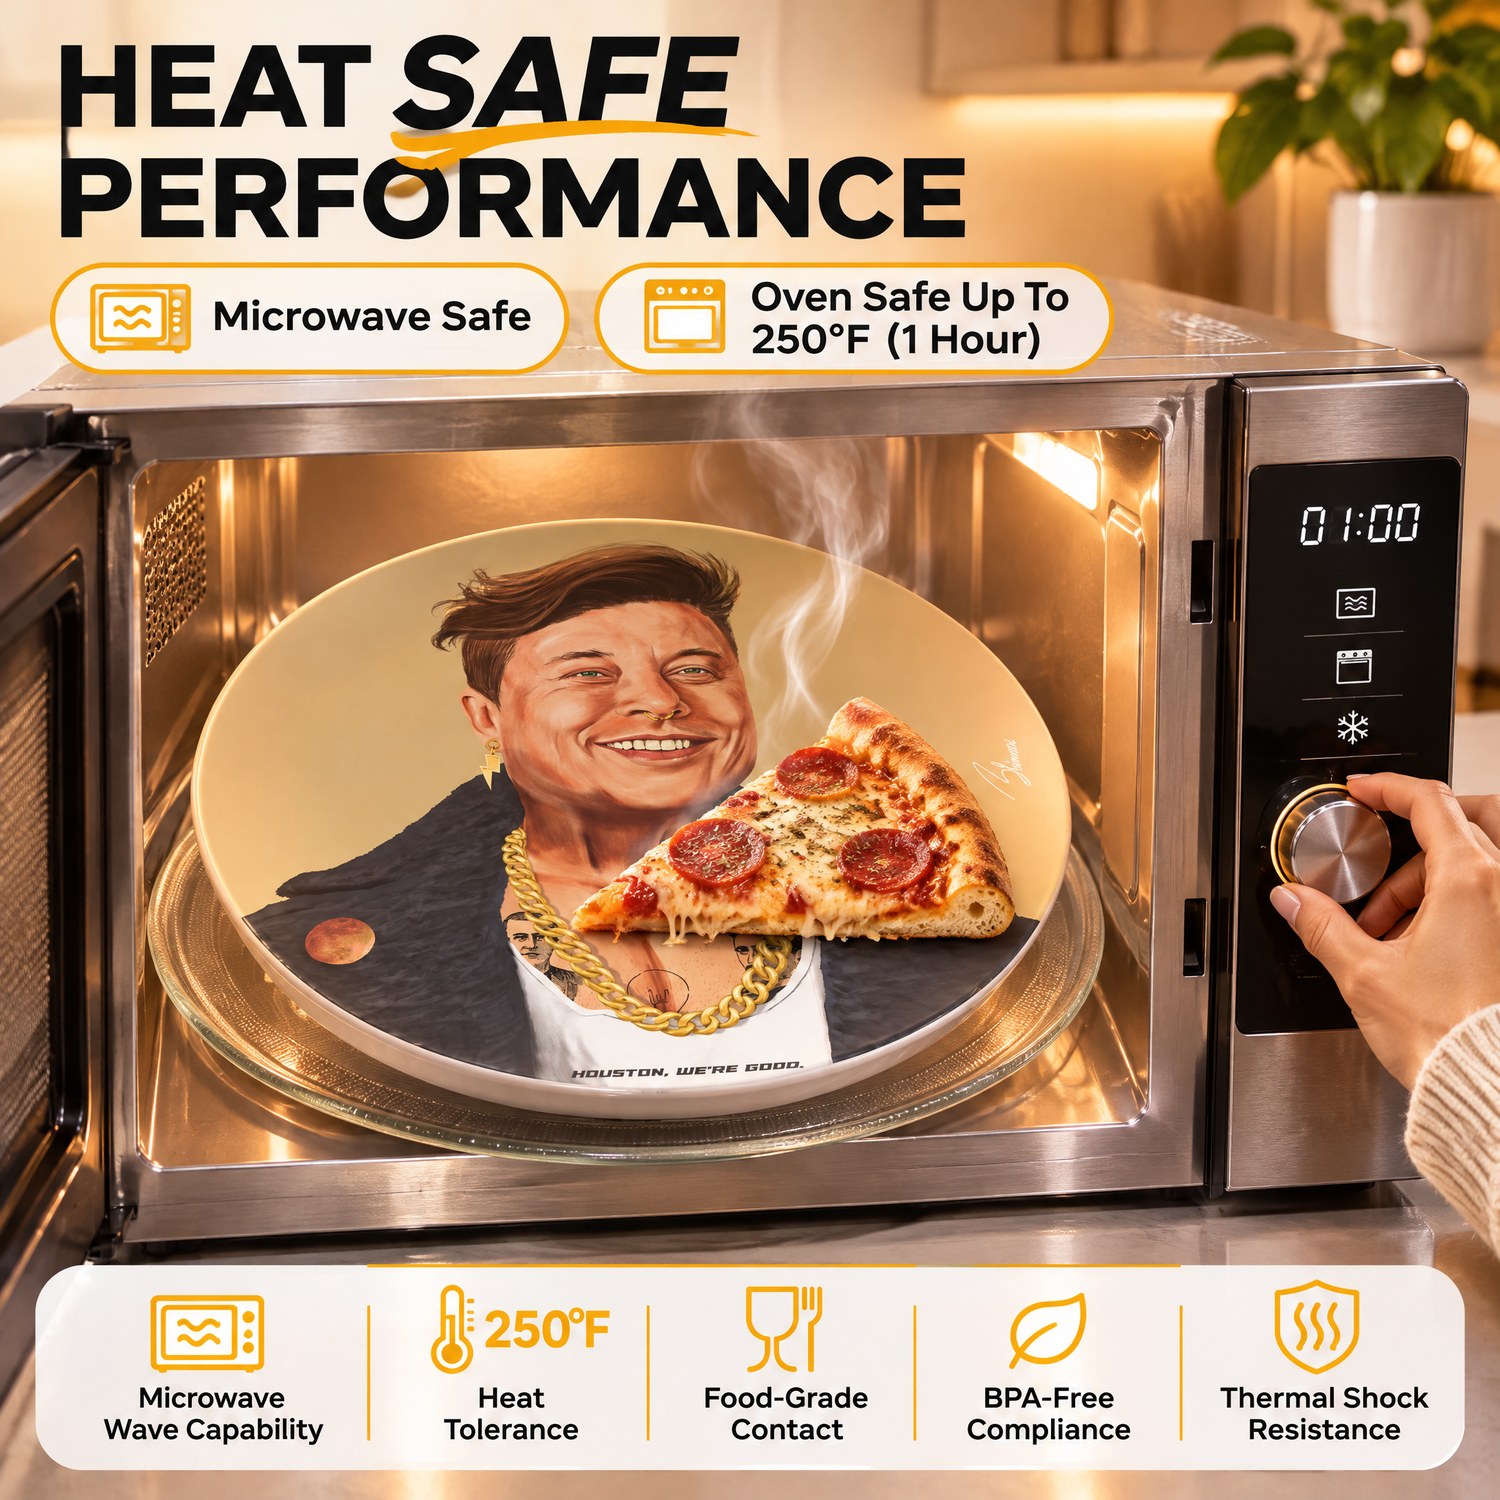 HEAT SAFE
PERFORMANCE
Microwave Safe
Oven Safe Up To
250°F (1 Hour)
01:00
HOUSTON, WE'RE GOOD.
250°F
Microwave
Wave Capability
Heat
Tolerance
Food-Grade
Contact
BPA-Free
Compliance
Thermal Shock
Resistance